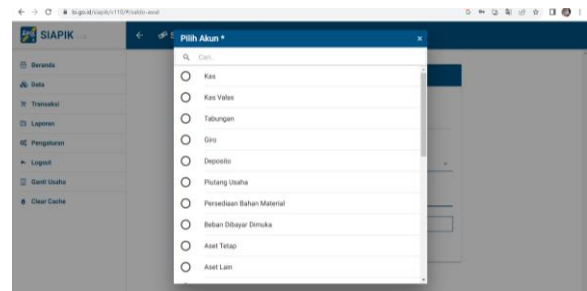 SIAPIK
Beranda
Data
Transaksi
Laporan
Pengaturan
Logout
Ganti Usaha
Clear Cache
Pilih Akun *
Cari..
Kas
Kas Valas
Tabungan
Giro
Deposito
Piutang Usaha
Persediaan Bahan Material
Beban Dibayar Dimuka
Aset Tetap
Aset Lain